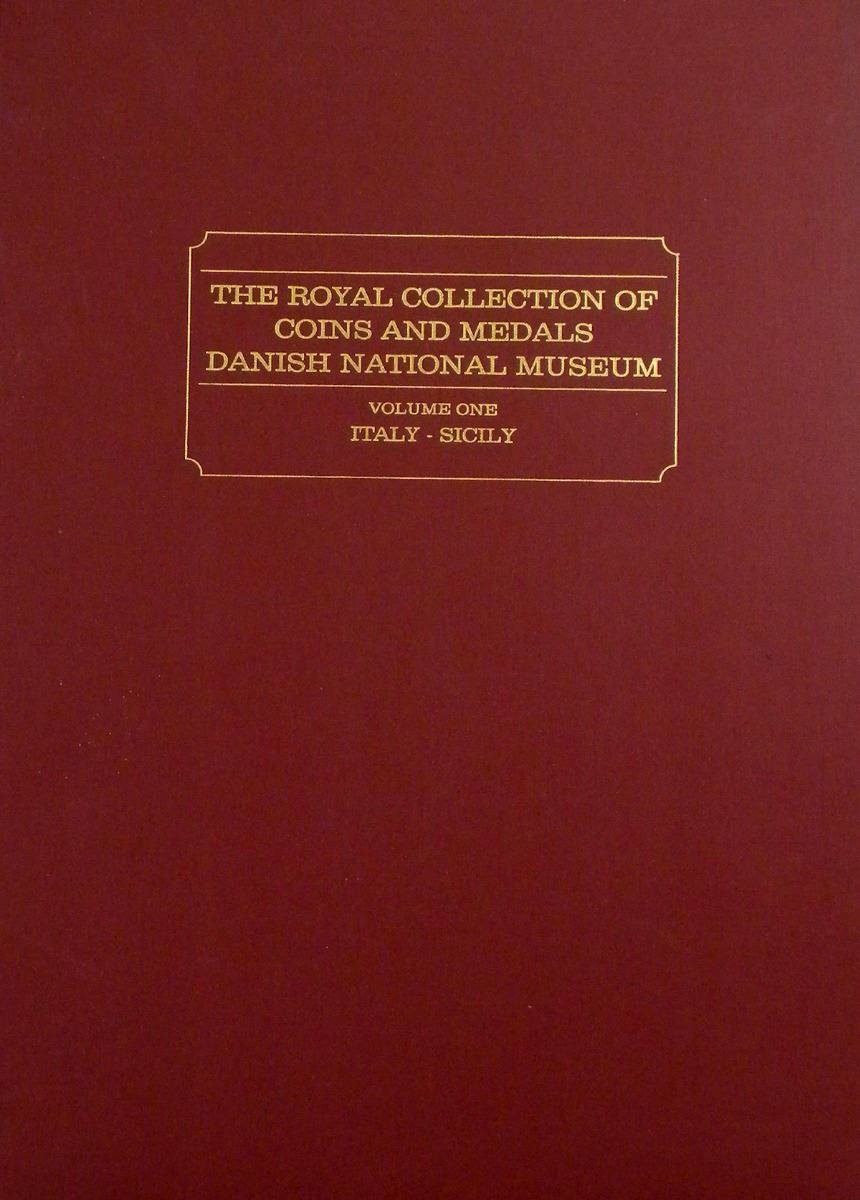 THE ROYAL COLLECTION OF
COINS AND MEDALS
DANISH NATIONAL MUSEUM
VOLUME ONE
ITALY - SICILY